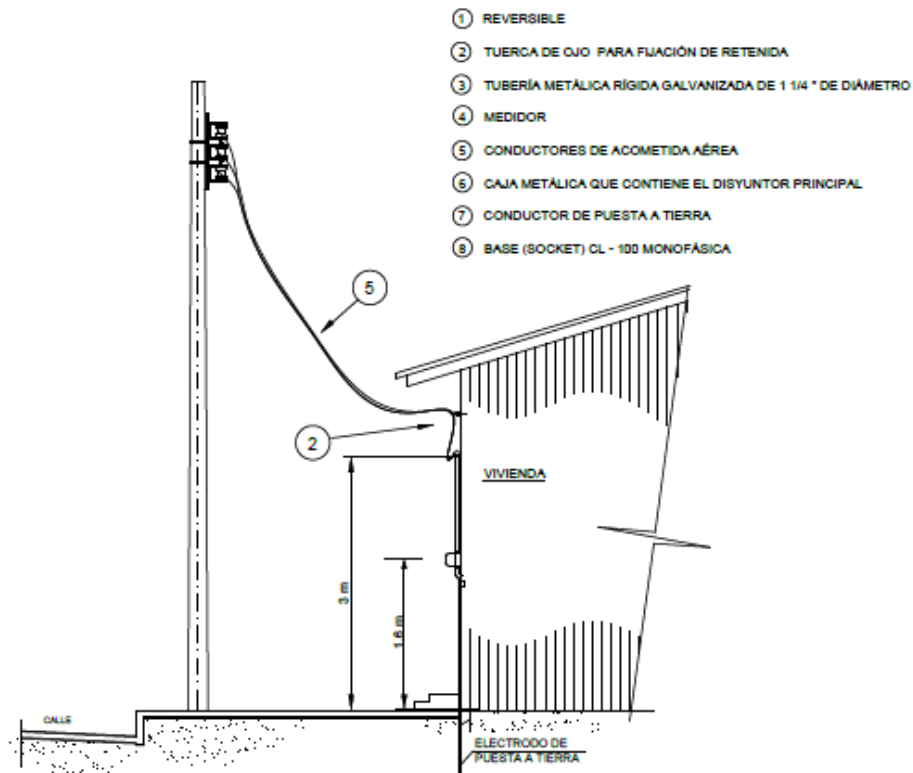 1 REVERSIBLE
2 TUERCA DE OJO PARA FIJACIÓN DE RETENIDA
3 TUBERÍA METÁLICA RÍGIDA GALVANIZADA DE 1 1/4 " DE DIÁMETRO
4 MEDIDOR
5 CONDUCTORES DE ACOMETIDA AÉREA
6 CAJA METÁLICA QUE CONTIENE EL DISYUNTOR PRINCIPAL
7 CONDUCTOR DE PUESTA A TIERRA
8 BASE (SOCKET) CL - 100 MONOFÁSICA
5
2
VIVIENDA
3 m
1.6 m
CALLE
ELECTRODO DE
PUESTA A TIERRA